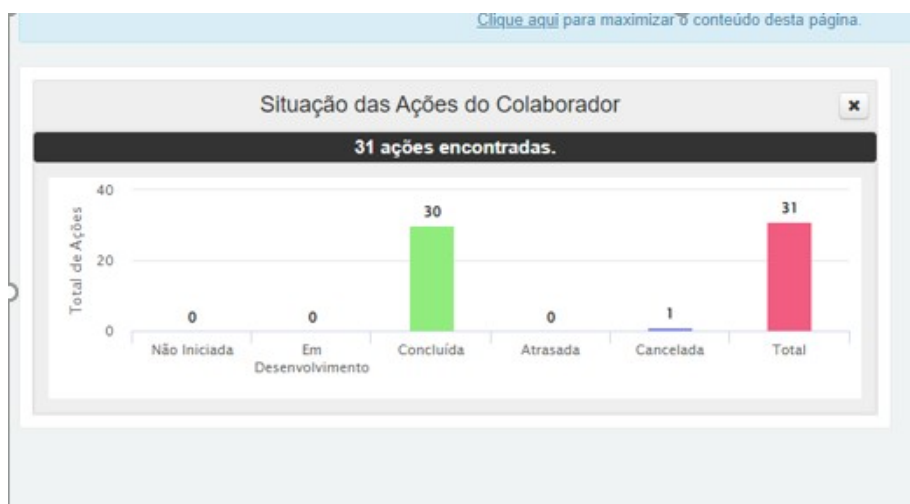 Clique aqui para maximizar o conteúdo desta página.
Situação das Ações do Colaborador
31 ações encontradas.
Total de Ações
40
20
0
0
0
30
0
1
31
Não Iniciada
Em
Desenvolvimento
Concluída
Atrasada
Cancelada
Total